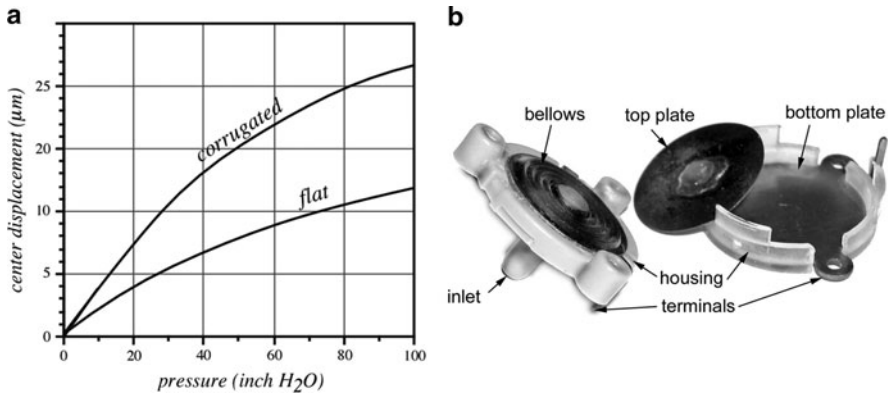 a
25
20
10
5
0
0
20
40
60
80
100
center displacement (µm)
pressure (inch H2O)
corrugated
flat
b
bellows
top plate
bottom plate
inlet
housing
terminals